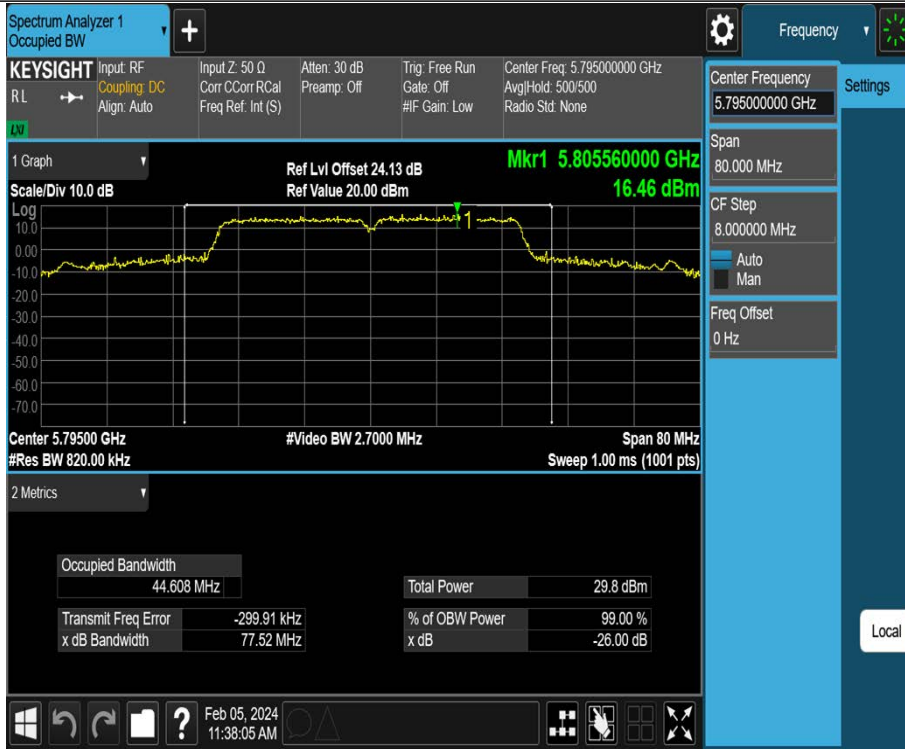 Spectrum Analyzer 1
Occupied BW
+
Frequency
KEYSIGHT
RL
LXI
Input: RF
Coupling: DC
Align: Auto
Input Z: 50 Ω
Corr CCorr RCal
Freq Ref: Int (S)
Atten: 30 dB
Preamp: Off
Trig: Free Run
Gate: Off
#IF Gain: Low
Center Freq: 5.795000000 GHz
Avg|Hold: 500/500
Radio Std: None
Center Frequency
5.795000000 GHz
Settings
Span
80.000 MHz
CF Step
8.000000 MHz
Auto
Man
Freq Offset
0 Hz
Local
1 Graph
Scale/Div 10.0 dB
Ref Lvl Offset 24.13 dB
Ref Value 20.00 dBm
Mkr1 5.805560000 GHz
16.46 dBm
Log
10.0
0.00
-10.0
-20.0
-30.0
-40.0
-50.0
-60.0
-70.0
1
Center 5.79500 GHz
#Video BW 2.7000 MHz
Span 80 MHz
#Res BW 820.00 kHz
Sweep 1.00 ms (1001 pts)
2 Metrics
Occupied Bandwidth
44.608 MHz
Total Power 29.8 dBm
Transmit Freq Error -299.91 kHz
% of OBW Power 99.00 %
x dB Bandwidth 77.52 MHz
x dB -26.00 dB
?
Feb 05, 2024
11:38:05 AM